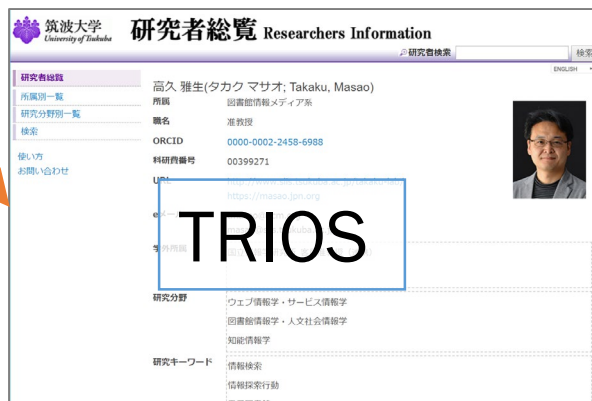 筑波大学
University of Tsukuba
研究者総覧 Researchers Information
研究者検索
検索
ENGLISH
研究者総覧
所属別一覧
研究分野別一覧
検索
使い方
お問い合わせ
高久 雅生(タカク マサオ; Takaku, Masao)
所属 図書館情報メディア系
職名 准教授
ORCID 0000-0002-2458-6988
科研費番号 00399271
https://masao.jpn.org
TRIOS
研究分野 ウェブ情報学・サービス情報学
図書館情報学・人文社会情報学
知能情報学
研究キーワード 情報検索
情報探索行動